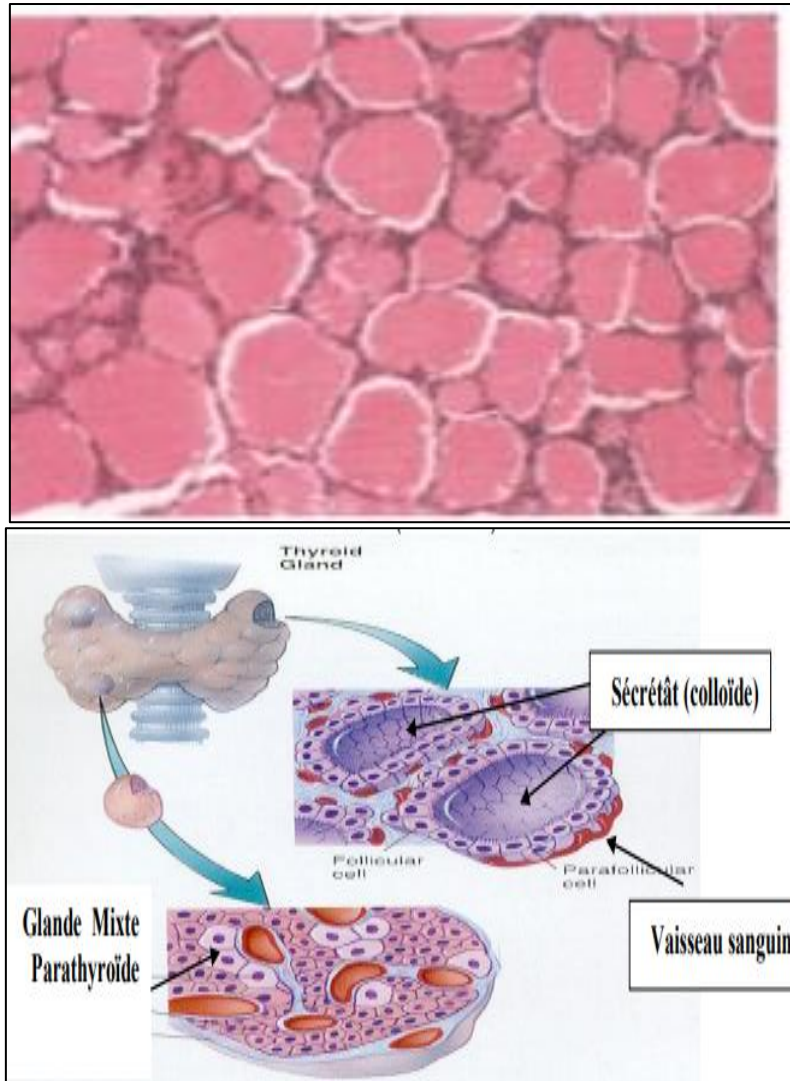 Thyroid
Gland
Sécrétât (colloïde)
Follicular
cell
Parafollicular
cell
Glande Mixte
Parathyroïde
Vaisseau sanguin